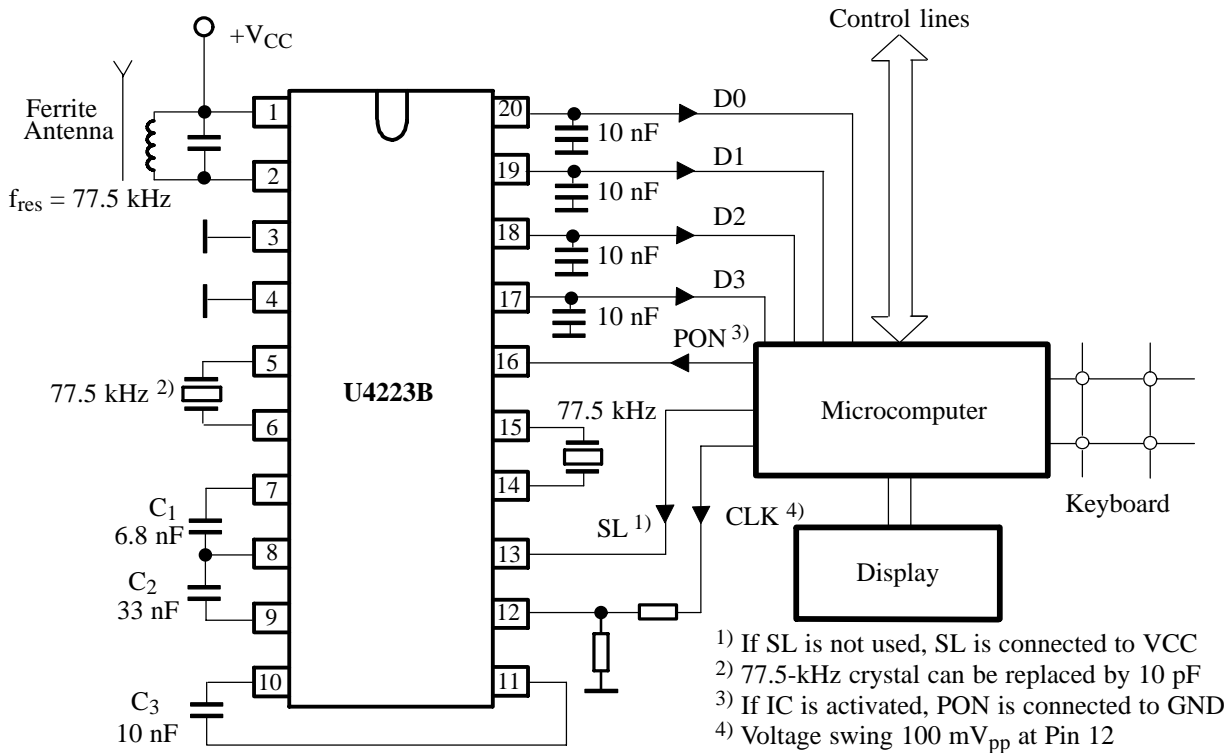 Control lines
+VCC
Ferrite
Antenna
fres = 77.5 kHz
1
2
3
4
5
6
7
8
9
10
20
19
18
17
16
15
14
13
12
11
U4223B
D0
10 nF
D1
10 nF
D2
10 nF
D3
10 nF
PON 3)
77.5 kHz 2)
77.5 kHz
Microcomputer
Keyboard
C1
6.8 nF
C2
33 nF
C3
10 nF
SL 1)
CLK 4)
Display
1) If SL is not used, SL is connected to VCC
2) 77.5-kHz crystal can be replaced by 10 pF
3) If IC is activated, PON is connected to GND
4) Voltage swing 100 mVpp at Pin 12